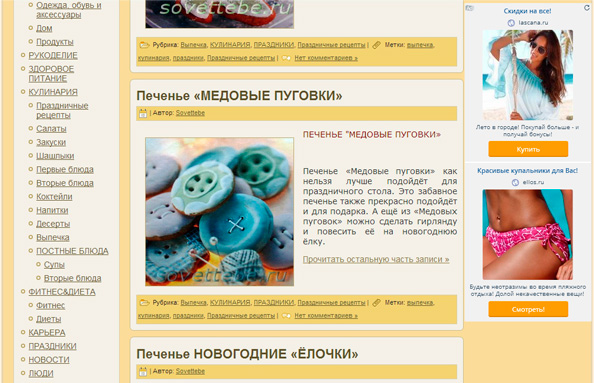 Одежда, обувь и
аксессуары
Дом
Продукты
РУКОДЕЛИЕ
ЗДОРОВОЕ
ПИТАНИЕ
КУЛИНАРИЯ
Праздничные
рецепты
Салаты
Закуски
Шашлыки
Первые блюда
Вторые блюда
Коктейли
Напитки
Десерты
Выпечка
ПОСТНЫЕ БЛЮДА
Супы
Вторые блюда
ФИТНЕС&ДИЕТА
Фитнес
Диеты
КАРЬЕРА
ПРАЗДНИКИ
НОВОСТИ
ЛЮДИ
sovettebe.ru
Рубрика: Выпечка, КУЛИНАРИЯ, ПРАЗДНИКИ, Праздничные рецепты | Метки: выпечка,
кулинария, праздники, Праздничные рецепты | Нет комментариев »
Печенье «МЕДОВЫЕ ПУГОВКИ»
| Автор: Sovettebe
ПЕЧЕНЬЕ "МЕДОВЫЕ ПУГОВКИ»
Печенье «Медовые пуговки» как
нельзя лучше подойдёт для
праздничного стола. Это забавное
печенье также прекрасно подойдёт
и для подарка. А ещё из «Медовых
пуговок» можно сделать гирлянду
и повесить её на новогоднюю
ёлку.
sovettebe.ru
Прочитать остальную часть записи »
Рубрика: Выпечка, КУЛИНАРИЯ, ПРАЗДНИКИ, Праздничные рецепты | Метки: выпечка,
кулинария, праздники, Праздничные рецепты | Нет комментариев »
Печенье НОВОГОДНИЕ «ЁЛОЧКИ»
| Автор: Sovettebe
Скидки на все!
lascana.ru
Лето в городе! Покупай больше - и
получай бонусы!
Купить
Красивые купальники для Вас!
ellos.ru
Будьте неотразимы во время пляжного
отдыха! Долой некачественные вещи!
Смотреть!